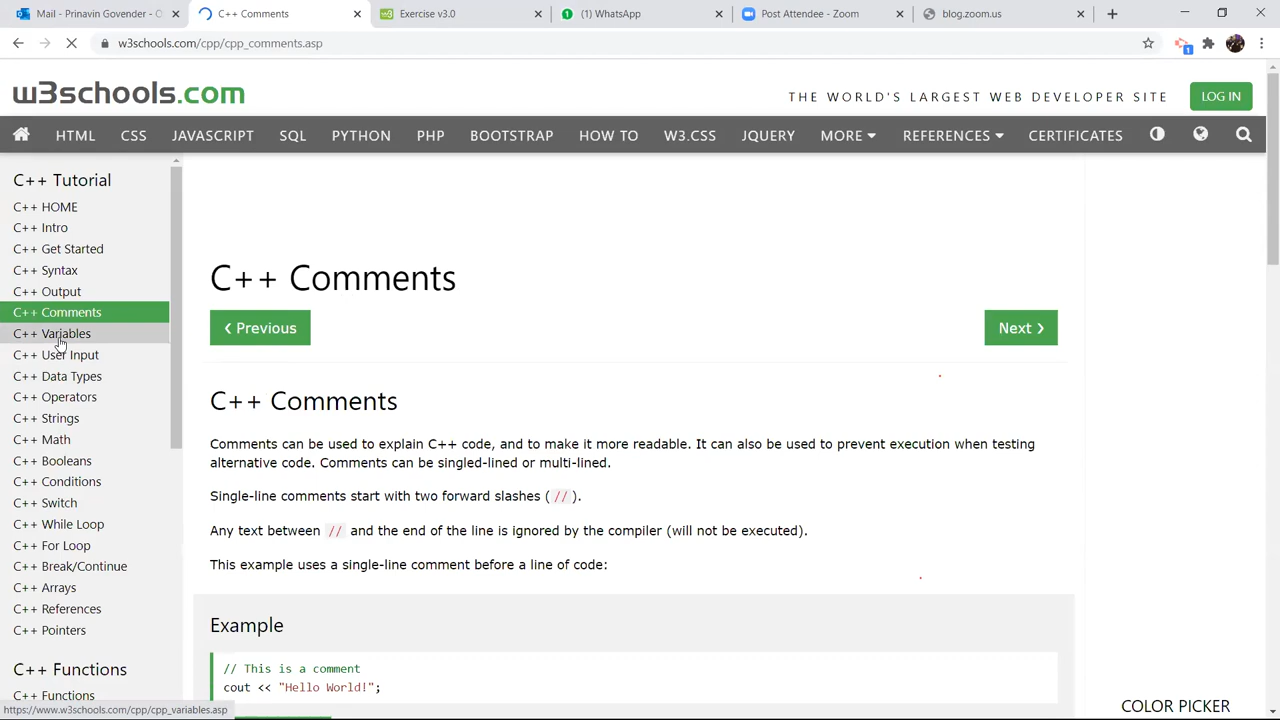 Mail - Prinavin Govender - O
C++ Comments
Exercise v3.0
(1) WhatsApp
Post Attendee - Zoom
blog.zoom.us
w3schools.com/cpp/cpp_comments.asp
1
w3schools.com
THE WORLD'S LARGEST WEB DEVELOPER SITE
LOG IN
HTML CSS JAVASCRIPT SQL PYTHON PHP BOOTSTRAP HOW TO W3.CSS JQUERY MORE REFERENCES CERTIFICATES
C++ Tutorial
C++ HOME
C++ Intro
C++ Get Started
C++ Syntax
C++ Output
C++ Comments
C++ Variables
C++ User Input
C++ Data Types
C++ Operators
C++ Strings
C++ Math
C++ Booleans
C++ Conditions
C++ Switch
C++ While Loop
C++ For Loop
C++ Break/Continue
C++ Arrays
C++ References
C++ Pointers
C++ Functions
C++ Functions
https://www.w3schools.com/cpp/cpp_variables.asp
C++ Comments
❮ Previous
Next ❯
C++ Comments
Comments can be used to explain C++ code, and to make it more readable. It can also be used to prevent execution when testing
alternative code. Comments can be singled-lined or multi-lined.
Single-line comments start with two forward slashes ( // ).
Any text between // and the end of the line is ignored by the compiler (will not be executed).
This example uses a single-line comment before a line of code:
Example
// This is a comment
cout << "Hello World!";
COLOR PICKER